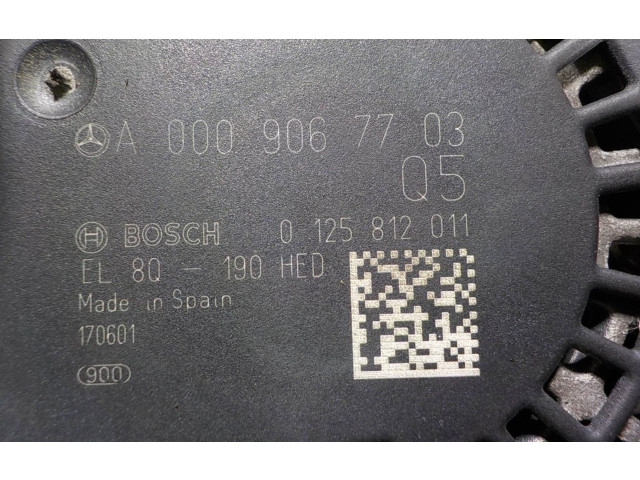 A 000 906 77 03
Q5
BOSCH 0 125 812 011
EL 8Q - 190 HED
Made in Spain
170601
900